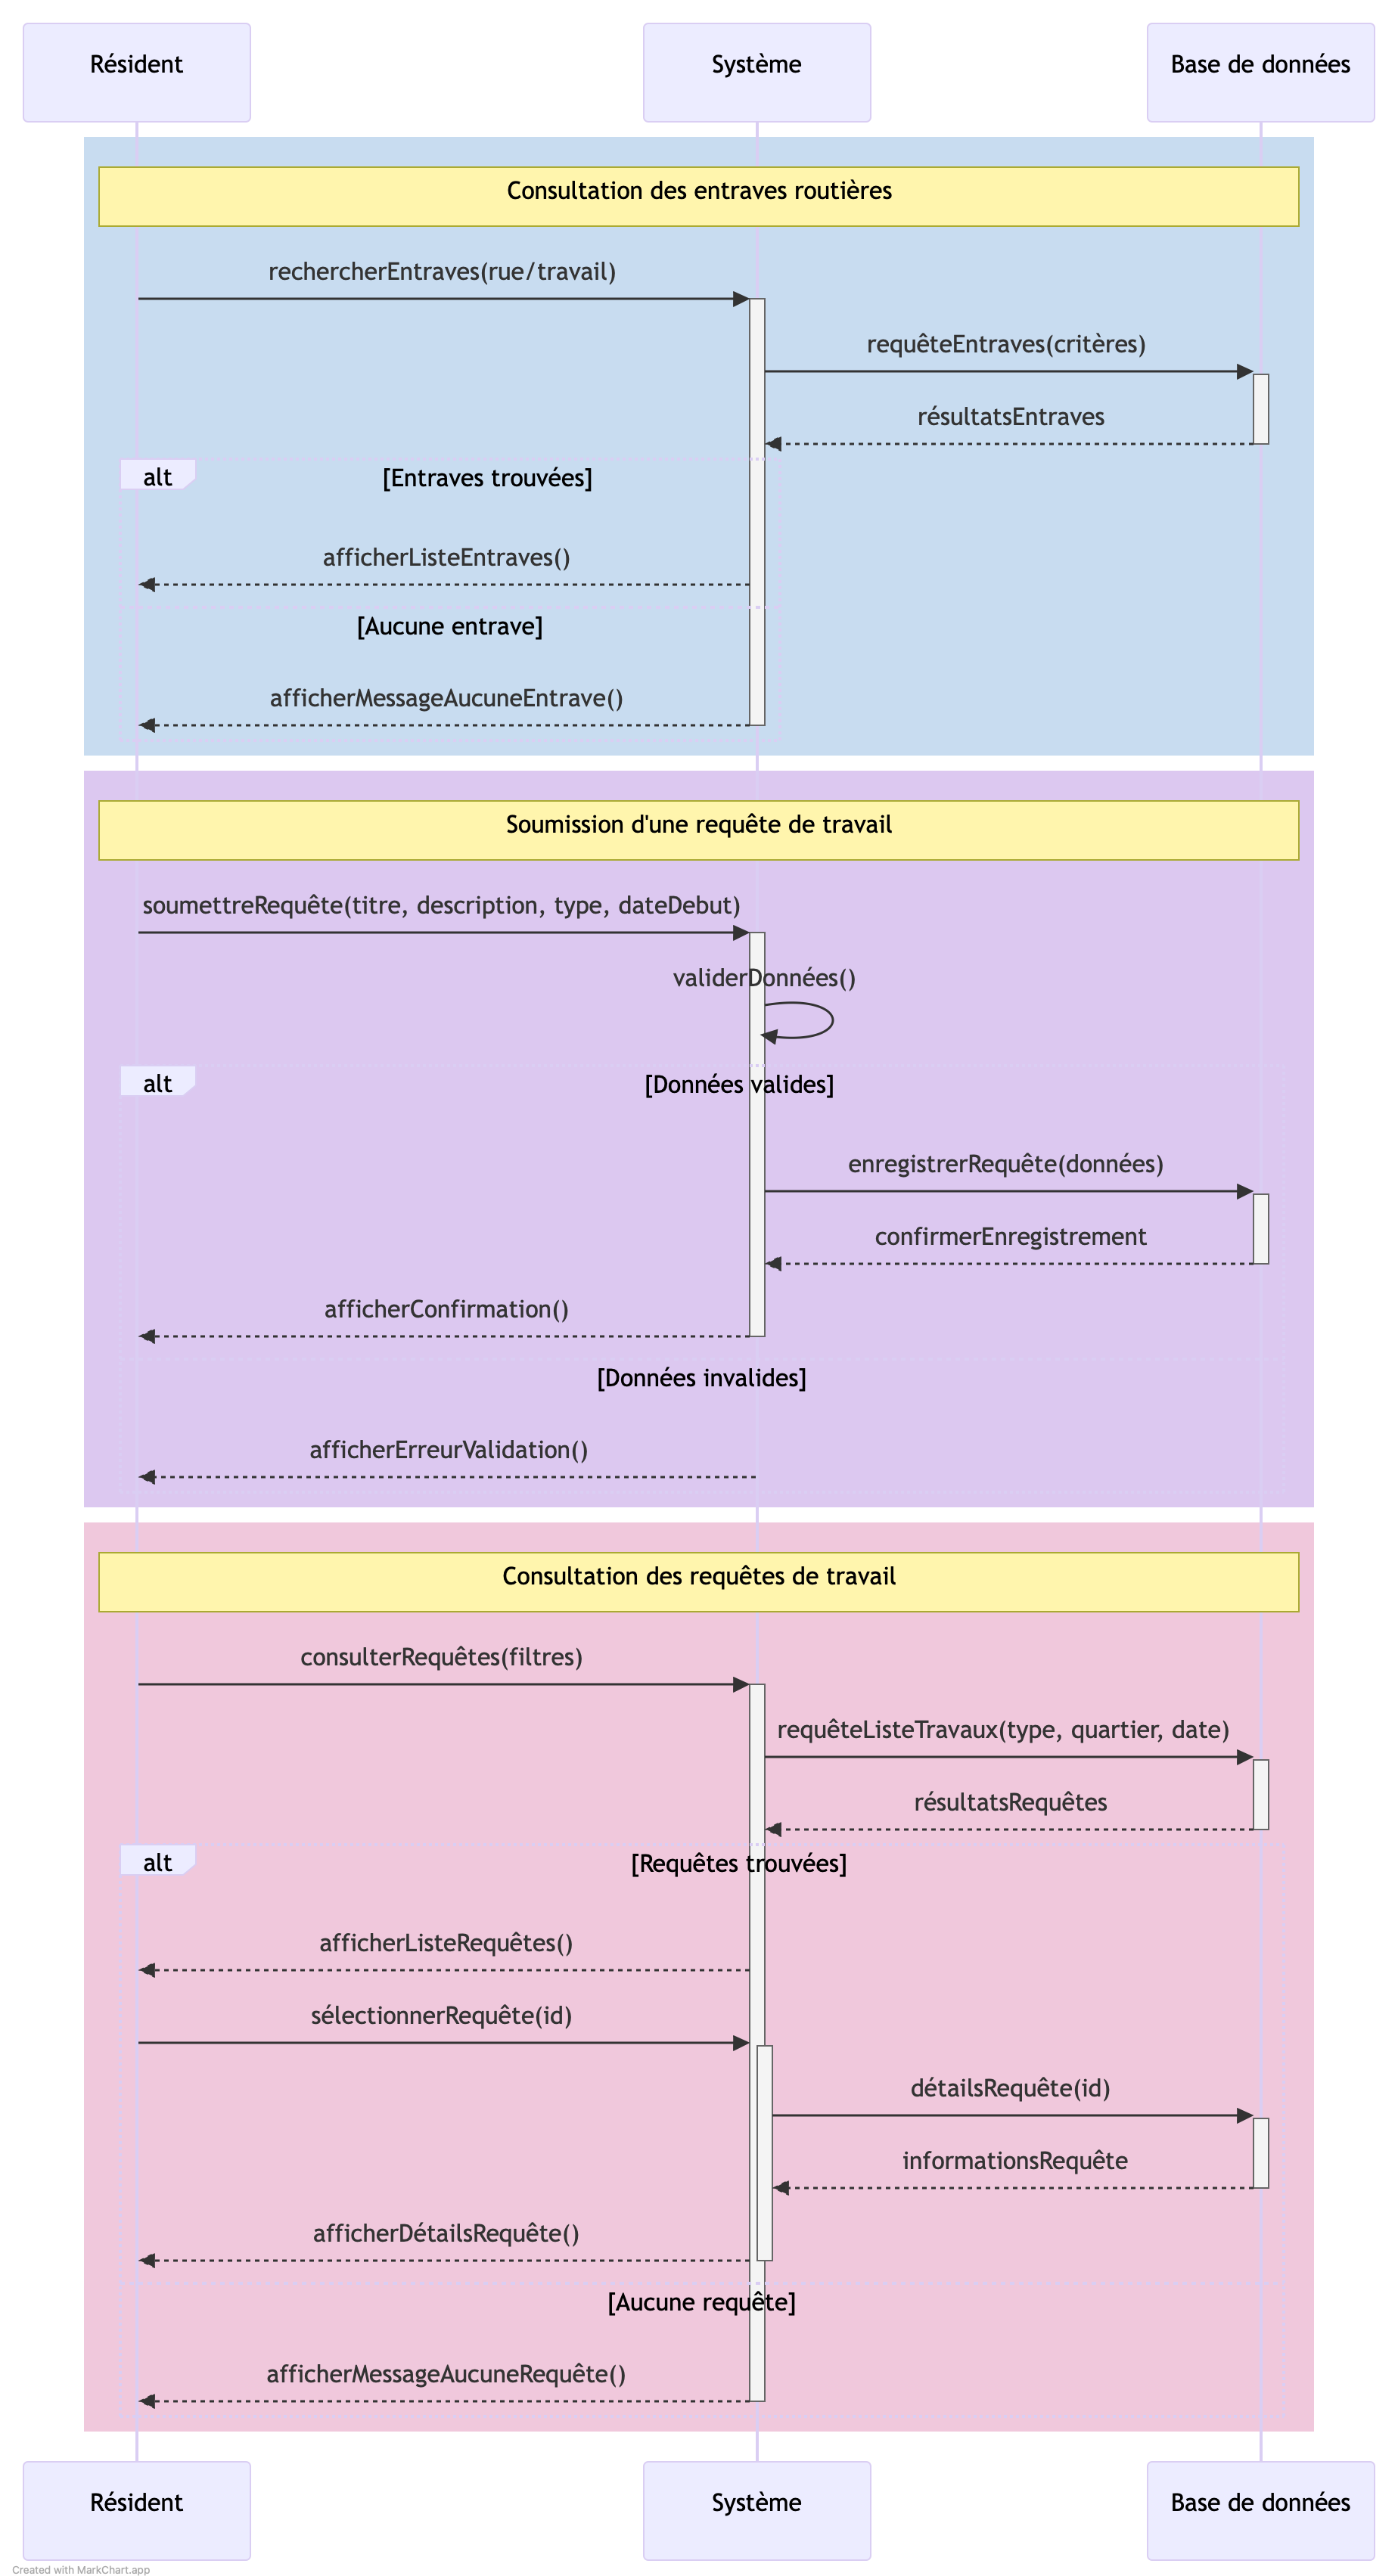 Résident
Système
Base de données
Consultation des entraves routières
rechercherEntraves(rue/travail)
requêteEntraves(critères)
résultatsEntraves
alt
[Entraves trouvées]
afficherListeEntraves()
[Aucune entrave]
afficherMessageAucuneEntrave()
Soumission d'une requête de travail
soumettreRequête(titre, description, type, dateDebut)
validerDonnées()
alt
[Données valides]
enregistrerRequête(données)
confirmerEnregistrement
afficherConfirmation()
[Données invalides]
afficherErreurValidation()
Consultation des requêtes de travail
consulterRequêtes(filtres)
requêteListeTravaux(type, quartier, date)
résultatsRequêtes
alt
[Requêtes trouvées]
afficherListeRequêtes()
sélectionnerRequête(id)
détailsRequête(id)
informationsRequête
afficherDétailsRequête()
[Aucune requête]
afficherMessageAucuneRequête()
Résident
Système
Base de données
Created with MarkChart.app